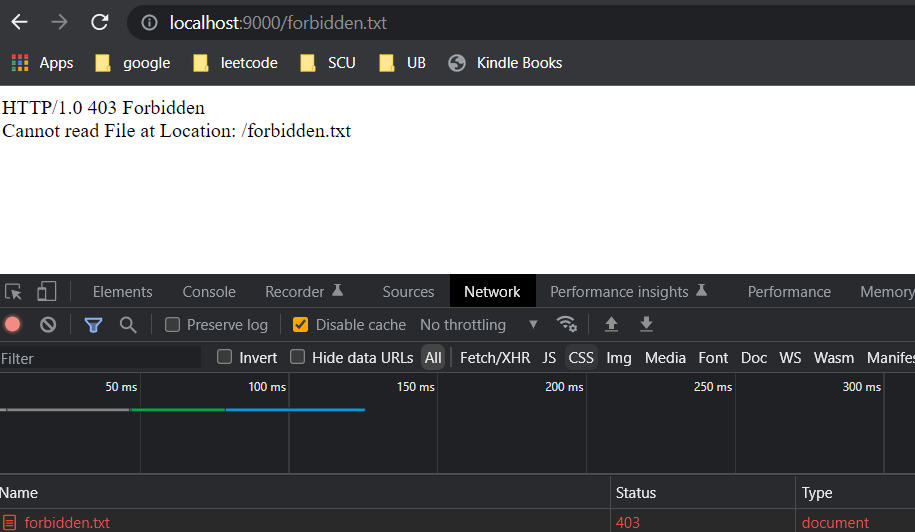 localhost:9000/forbidden.txt
Apps google leetcode SCU UB Kindle Books
HTTP/1.0 403 Forbidden
Cannot read File at Location: /forbidden.txt
Elements Console Recorder Sources Network Performance insights Performance Memory
Preserve log Disable cache No throttling
Filter Invert Hide data URLs All Fetch/XHR JS CSS Img Media Font Doc WS Wasm Manifes
50 ms 100 ms 150 ms 200 ms 250 ms 300 ms
Name Status Type
forbidden.txt 403 document